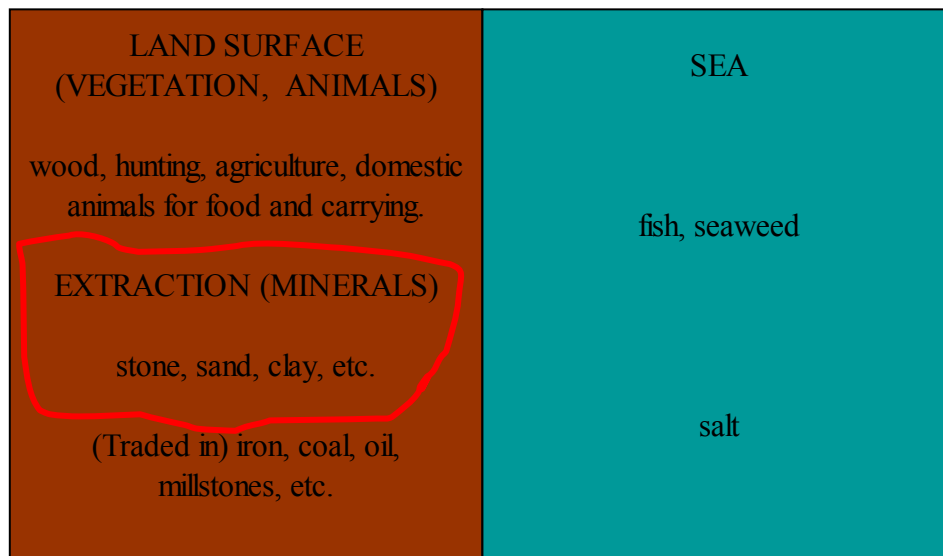 LAND SURFACE
(VEGETATION, ANIMALS)
wood, hunting, agriculture, domestic
animals for food and carrying.
EXTRACTION (MINERALS)
stone, sand, clay, etc.
(Traded in) iron, coal, oil,
millstones, etc.
SEA
fish, seaweed
salt